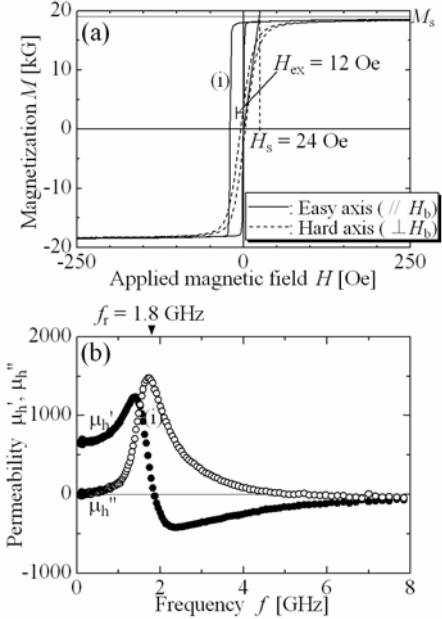 20
(a)
Mₛ
10
(i)
Hₑₓ = 12 Oe
0
Hₛ = 24 Oe
-10
: Easy axis ( // H_b)
: Hard axis ( ⊥ H_b)
-20
-250 0 250
Magnetization M [kG]
Applied magnetic field H [Oe]
fᵣ = 1.8 GHz
2000
(b)
1000
μₕ'
(i)
0
μₕ''
-1000
0 2 4 6 8
Permeability μₕ', μₕ''
Frequency f [GHz]